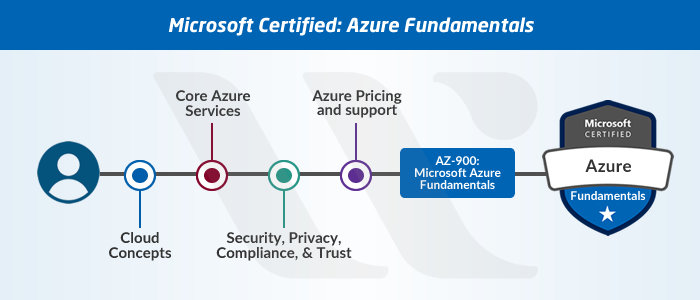 Microsoft Certified: Azure Fundamentals
Core Azure
Services
Azure Pricing
and support
Cloud
Concepts
Security, Privacy,
Compliance, & Trust
AZ-900:
Microsoft Azure
Fundamentals
Microsoft
CERTIFIED
Azure
Fundamentals